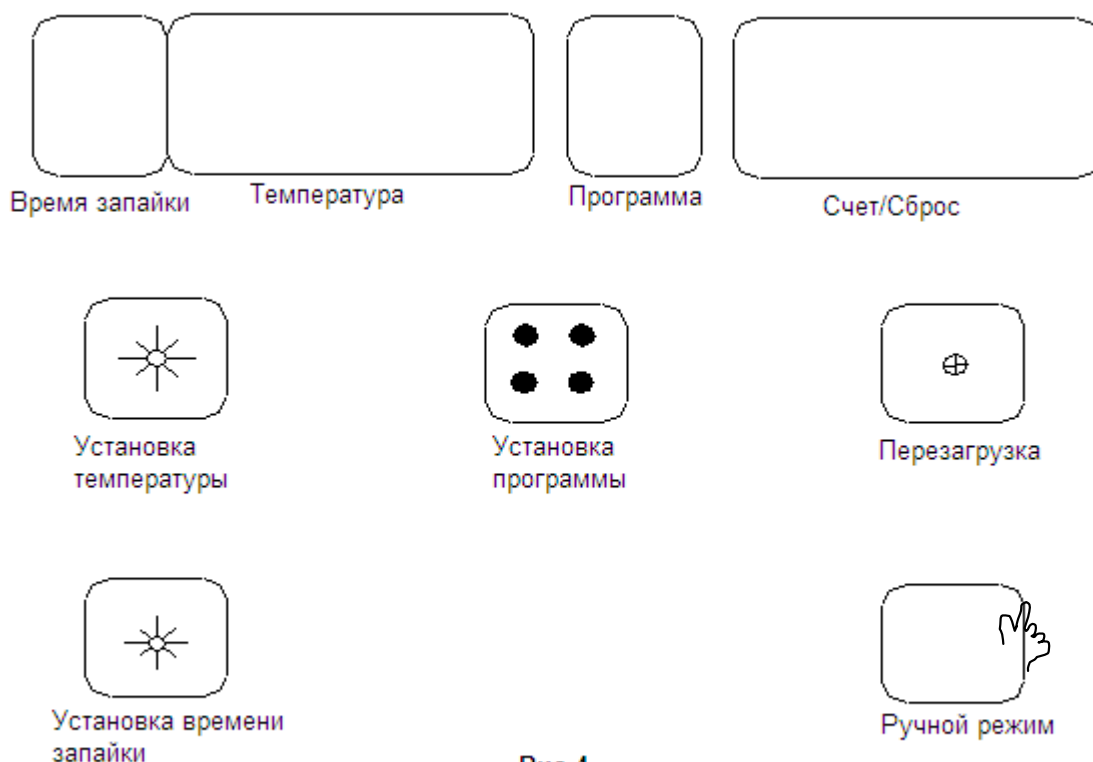 Время запайки
Температура
Программа
Счет/Сброс
Установка
температуры
Установка
программы
Перезагрузка
Установка времени
запайки
Ручной режим